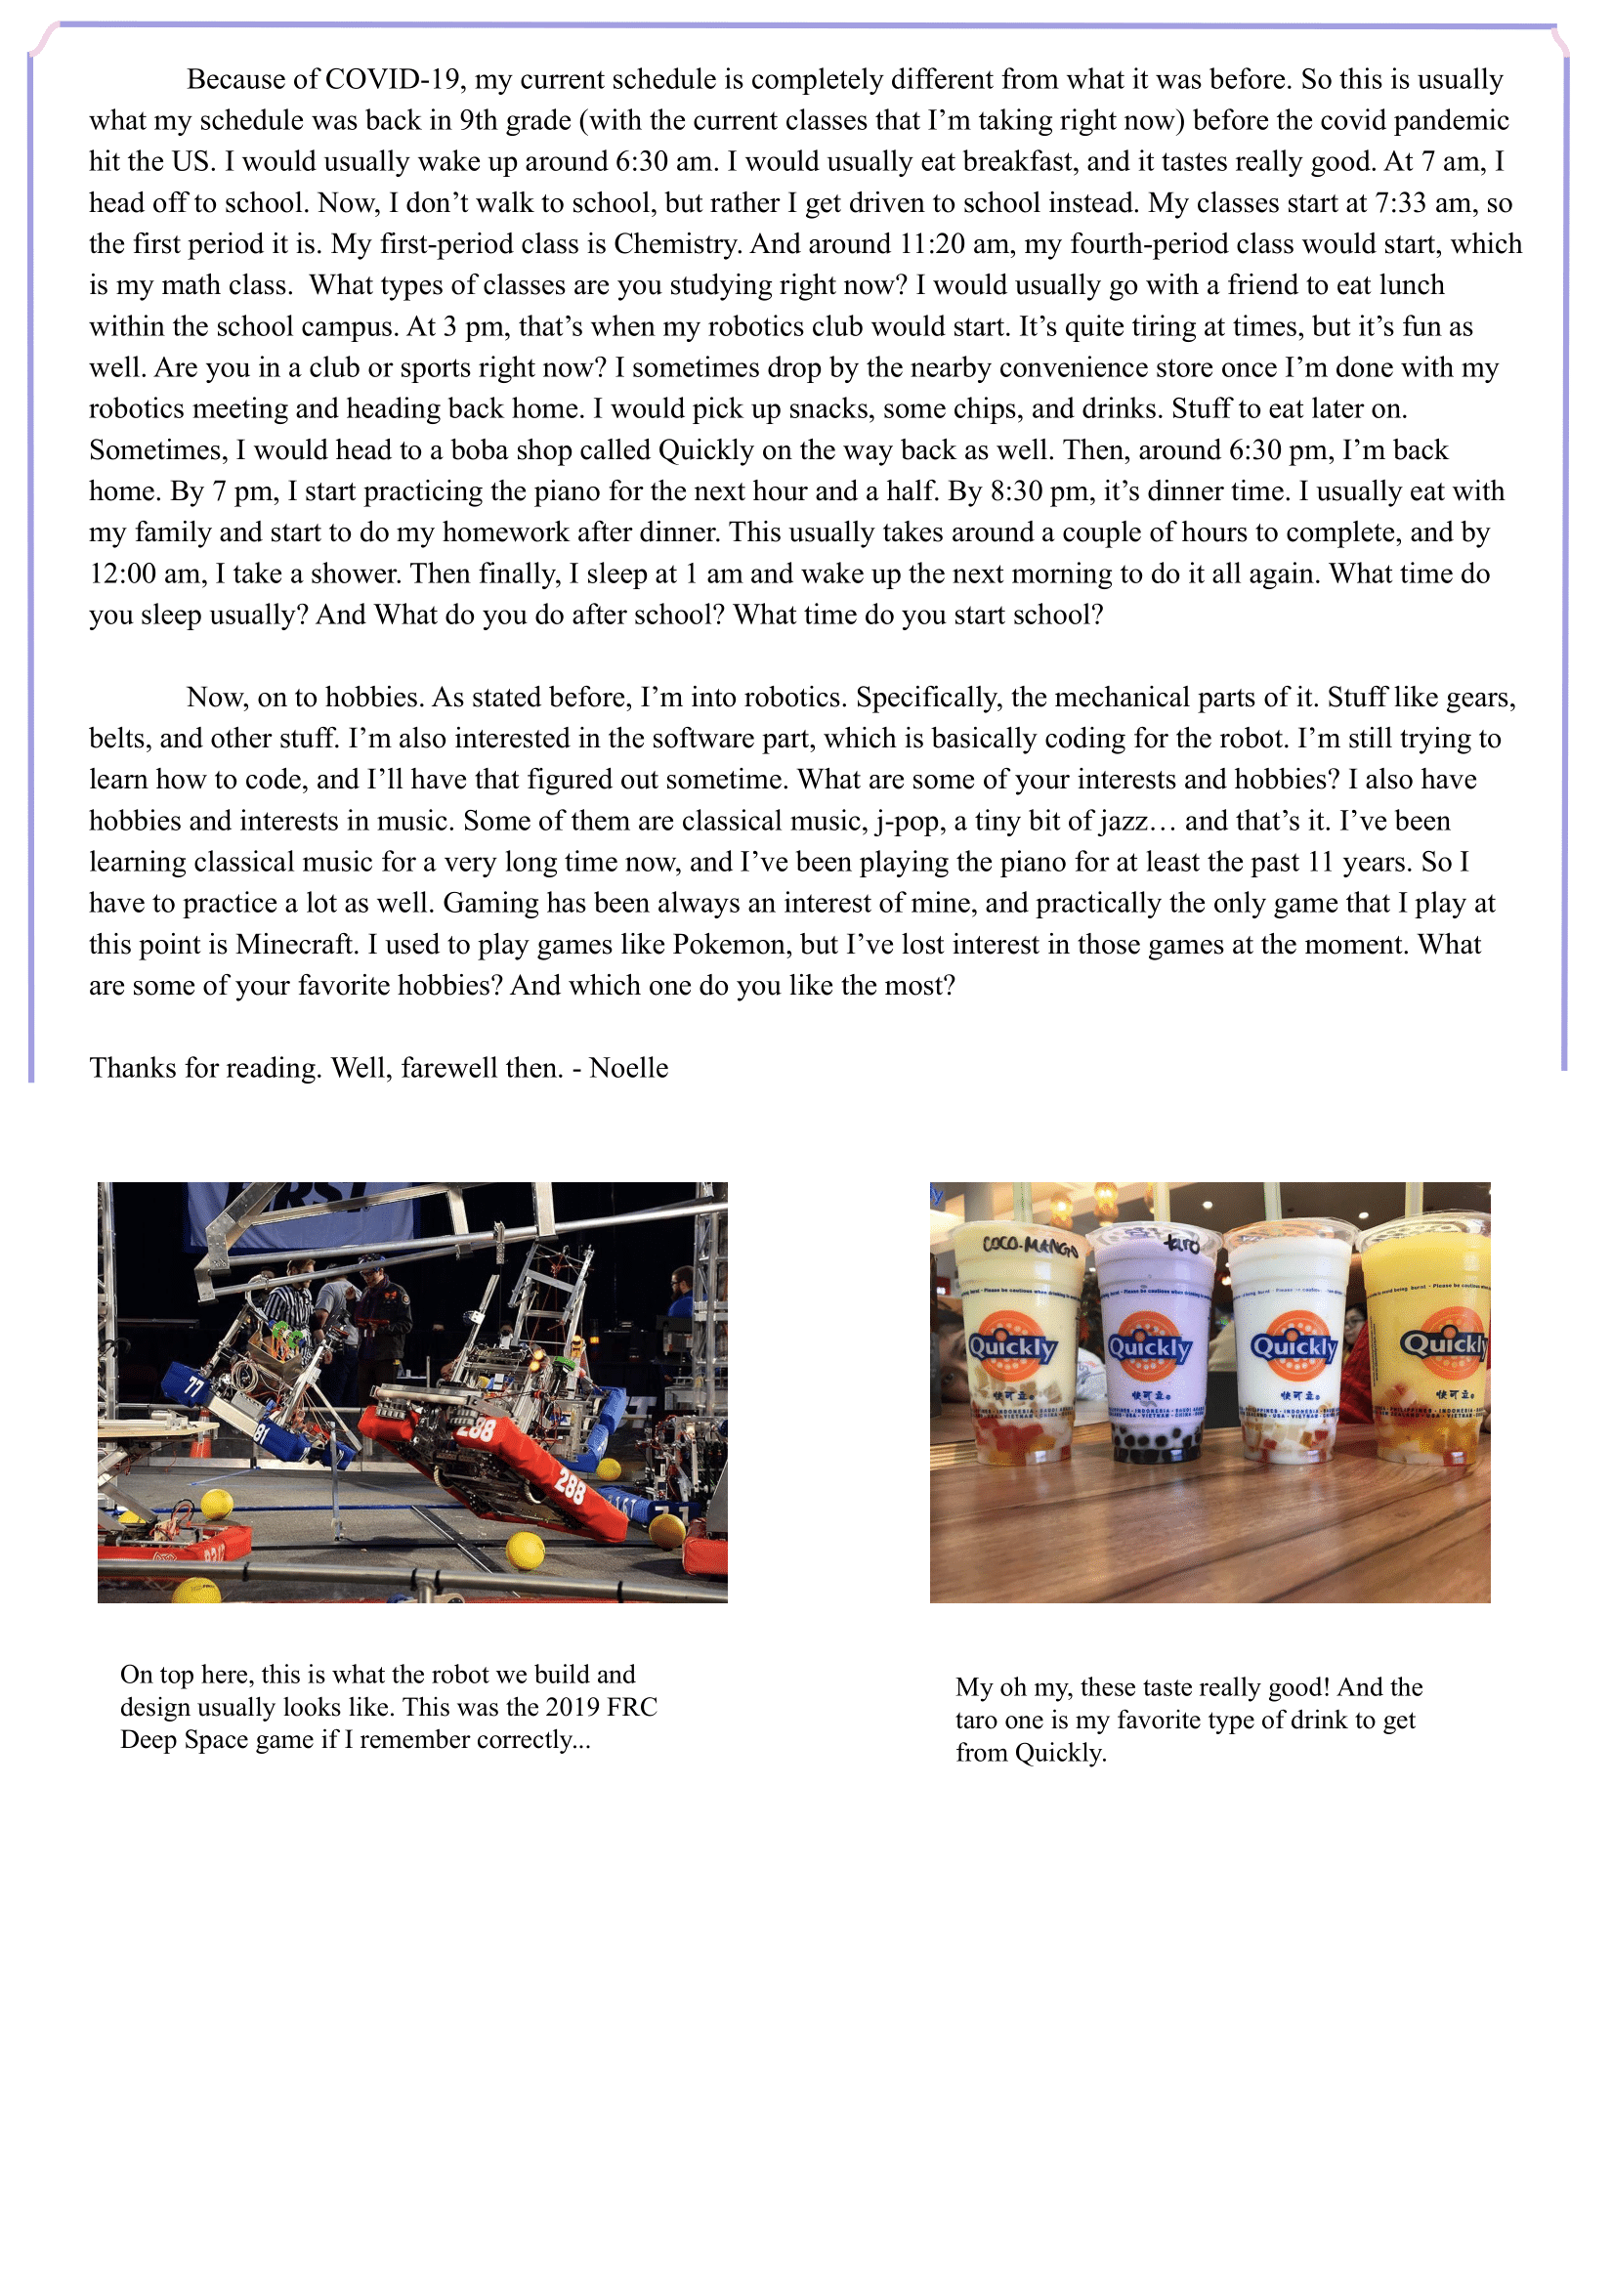 Because of COVID-19, my current schedule is completely different from what it was before. So this is usually
what my schedule was back in 9th grade (with the current classes that I’m taking right now) before the covid pandemic
hit the US. I would usually wake up around 6:30 am. I would usually eat breakfast, and it tastes really good. At 7 am, I
head off to school. Now, I don’t walk to school, but rather I get driven to school instead. My classes start at 7:33 am, so
the first period it is. My first-period class is Chemistry. And around 11:20 am, my fourth-period class would start, which
is my math class.  What types of classes are you studying right now? I would usually go with a friend to eat lunch
within the school campus. At 3 pm, that’s when my robotics club would start. It’s quite tiring at times, but it’s fun as
well. Are you in a club or sports right now? I sometimes drop by the nearby convenience store once I’m done with my
robotics meeting and heading back home. I would pick up snacks, some chips, and drinks. Stuff to eat later on.
Sometimes, I would head to a boba shop called Quickly on the way back as well. Then, around 6:30 pm, I’m back
home. By 7 pm, I start practicing the piano for the next hour and a half. By 8:30 pm, it’s dinner time. I usually eat with
my family and start to do my homework after dinner. This usually takes around a couple of hours to complete, and by
12:00 am, I take a shower. Then finally, I sleep at 1 am and wake up the next morning to do it all again. What time do
you sleep usually? And What do you do after school? What time do you start school?
Now, on to hobbies. As stated before, I’m into robotics. Specifically, the mechanical parts of it. Stuff like gears,
belts, and other stuff. I’m also interested in the software part, which is basically coding for the robot. I’m still trying to
learn how to code, and I’ll have that figured out sometime. What are some of your interests and hobbies? I also have
hobbies and interests in music. Some of them are classical music, j-pop, a tiny bit of jazz… and that’s it. I’ve been
learning classical music for a very long time now, and I’ve been playing the piano for at least the past 11 years. So I
have to practice a lot as well. Gaming has been always an interest of mine, and practically the only game that I play at
this point is Minecraft. I used to play games like Pokemon, but I’ve lost interest in those games at the moment. What
are some of your favorite hobbies? And which one do you like the most?
Thanks for reading. Well, farewell then. - Noelle
FIRST
77
81
288
288
COCO-MANGO
taro
Quickly
Quickly
Quickly
Quickly
快可立
快可立
快可立
快可立
On top here, this is what the robot we build and
design usually looks like. This was the 2019 FRC
Deep Space game if I remember correctly...
My oh my, these taste really good! And the
taro one is my favorite type of drink to get
from Quickly.